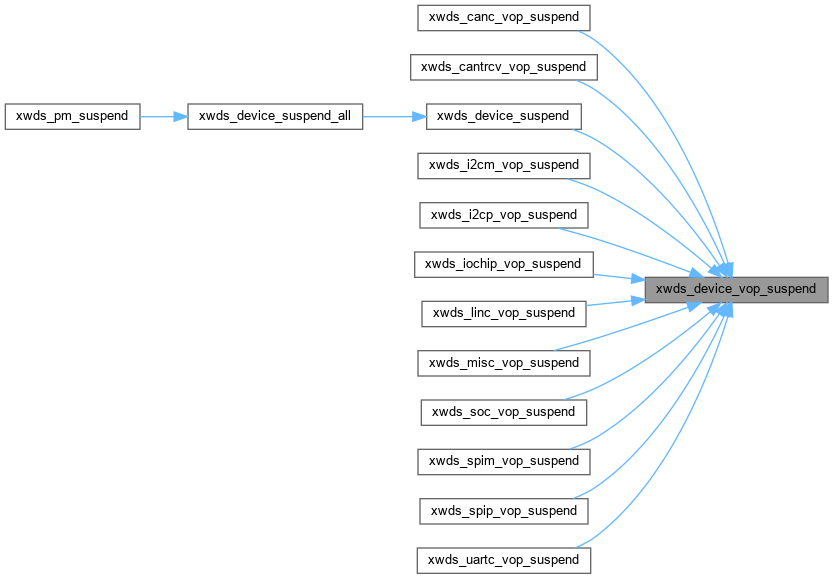 xwds_canc_vop_suspend
xwds_cantrcv_vop_suspend
xwds_pm_suspend
xwds_device_suspend_all
xwds_device_suspend
xwds_i2cm_vop_suspend
xwds_i2cp_vop_suspend
xwds_iochip_vop_suspend
xwds_device_vop_suspend
xwds_linc_vop_suspend
xwds_misc_vop_suspend
xwds_soc_vop_suspend
xwds_spim_vop_suspend
xwds_spip_vop_suspend
xwds_uartc_vop_suspend